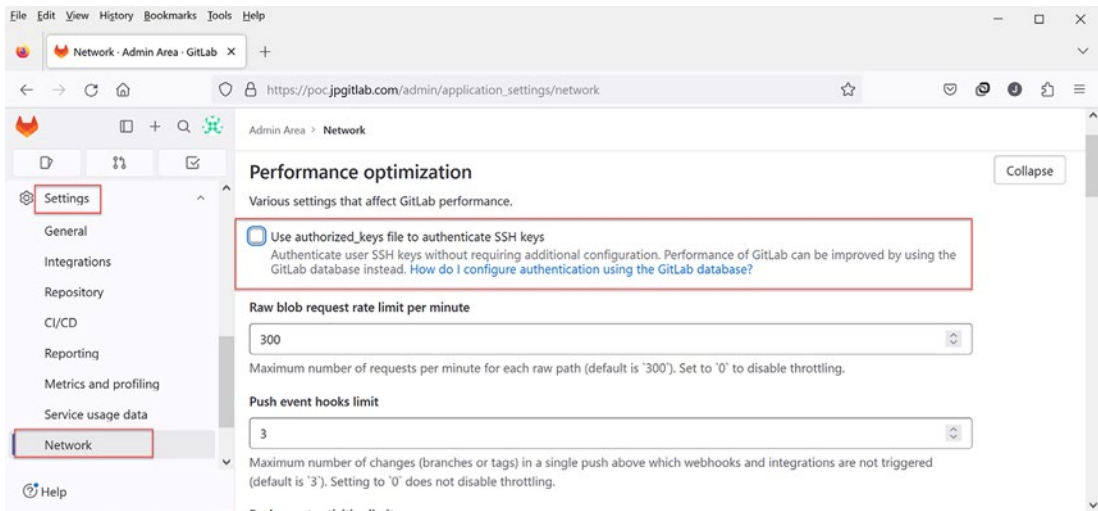 File Edit View History Bookmarks Tools Help
Network · Admin Area · GitLab
https://poc.jpgitlab.com/admin/application_settings/network
Admin Area > Network
Settings
General
Integrations
Repository
CI/CD
Reporting
Metrics and profiling
Service usage data
Network
Help
Performance optimization
Collapse
Various settings that affect GitLab performance.
Use authorized_keys file to authenticate SSH keys
Authenticate user SSH keys without requiring additional configuration. Performance of GitLab can be improved by using the
GitLab database instead. How do I configure authentication using the GitLab database?
Raw blob request rate limit per minute
300
Maximum number of requests per minute for each raw path (default is `300`). Set to `0` to disable throttling.
Push event hooks limit
3
Maximum number of changes (branches or tags) in a single push above which webhooks and integrations are not triggered
(default is `3`). Setting to `0` does not disable throttling.